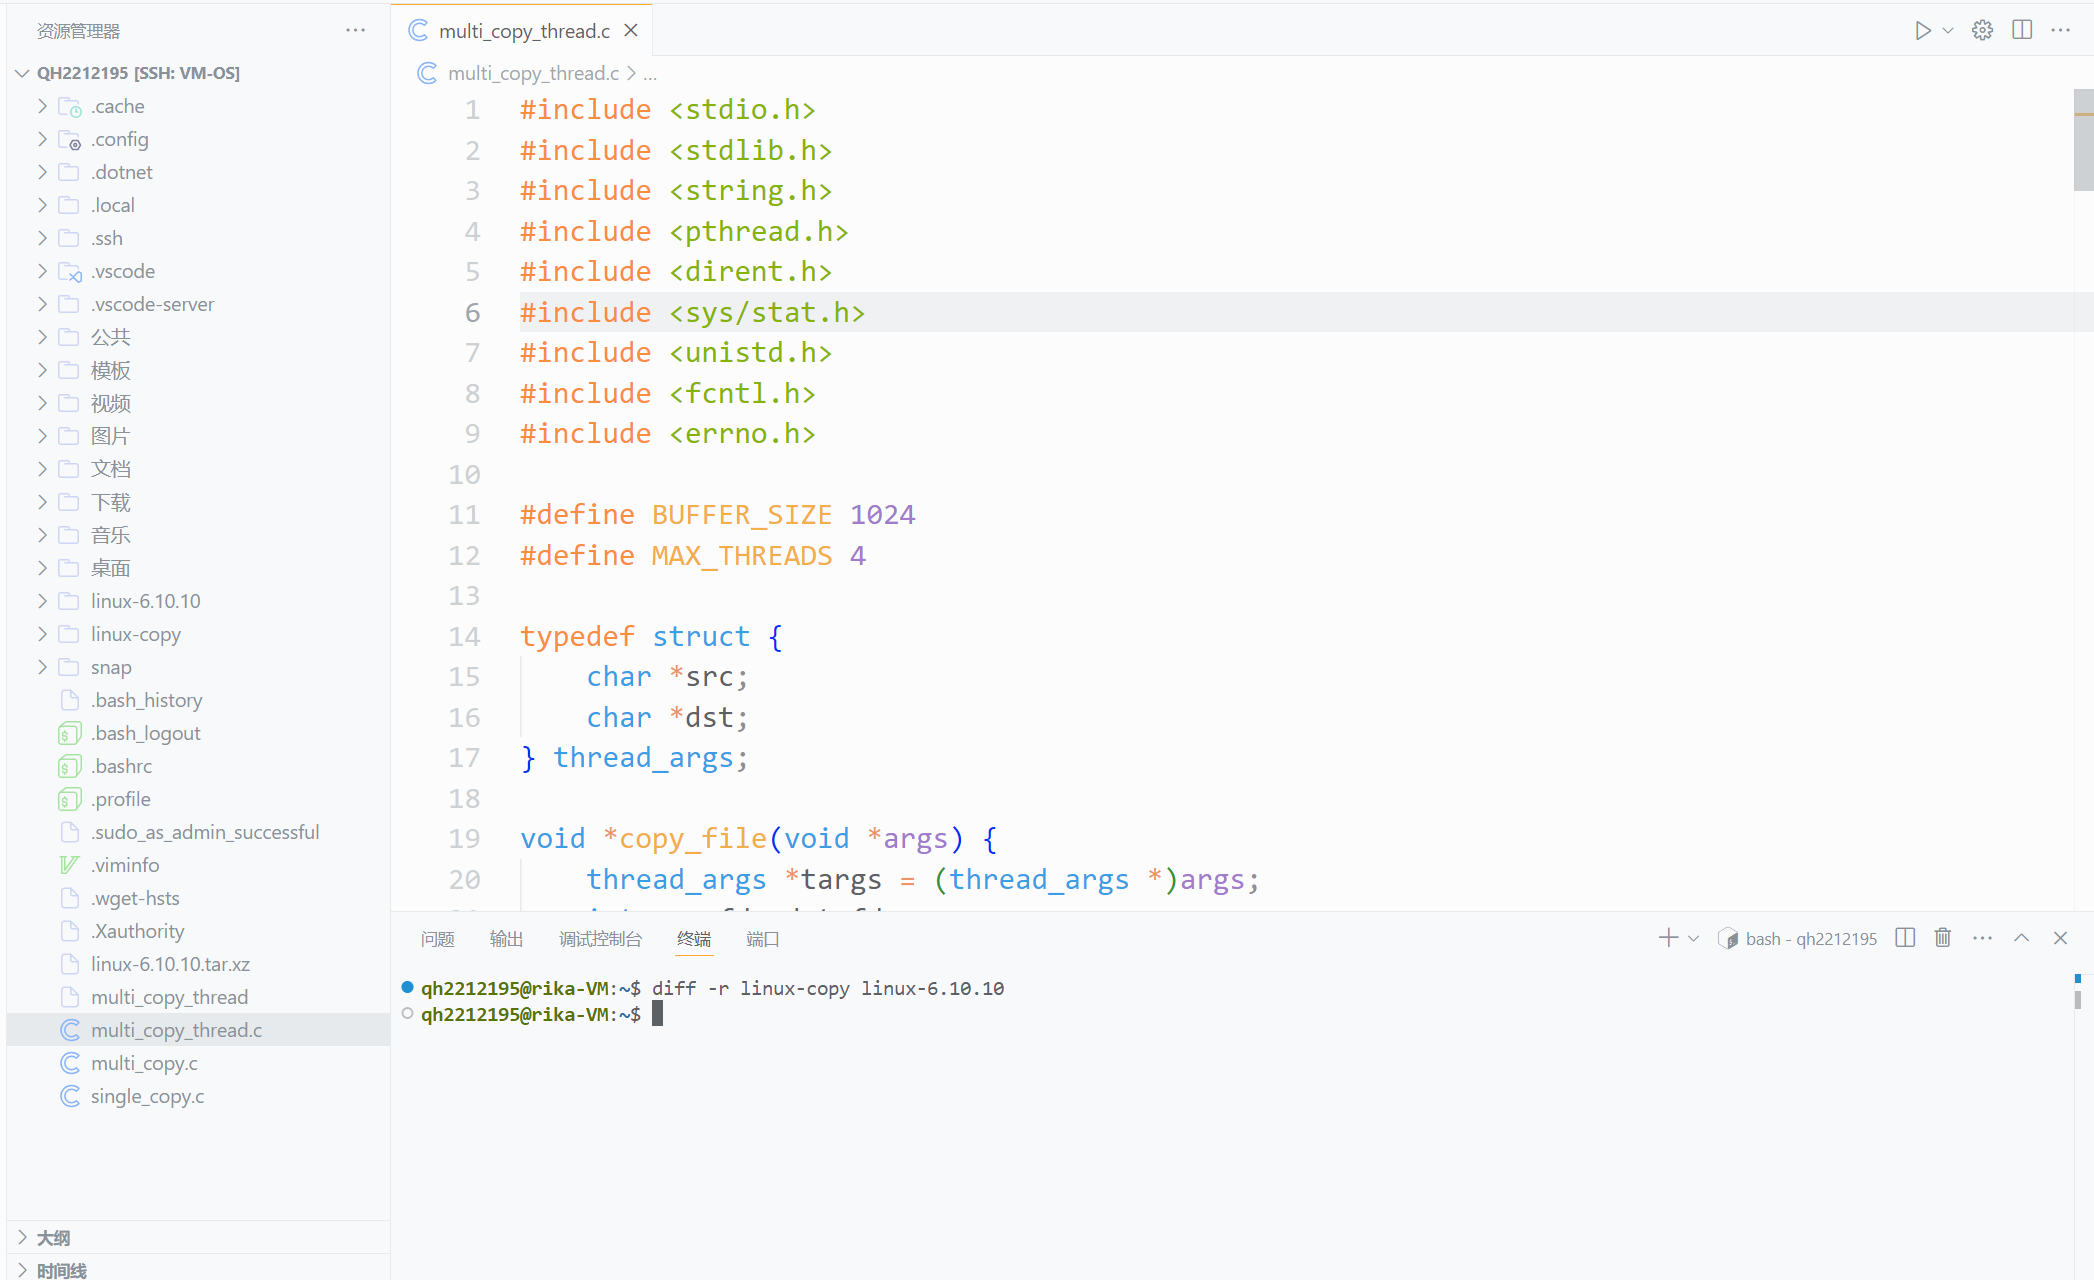 资源管理器
QH2212195 [SSH: VM-OS]
.cache
.config
.dotnet
.local
.ssh
.vscode
.vscode-server
公共
模板
视频
图片
文档
下载
音乐
桌面
linux-6.10.10
linux-copy
snap
.bash_history
.bash_logout
.bashrc
.profile
.sudo_as_admin_successful
.viminfo
.wget-hsts
.Xauthority
linux-6.10.10.tar.xz
multi_copy_thread
multi_copy_thread.c
multi_copy.c
single_copy.c
大纲
时间线
multi_copy_thread.c
multi_copy_thread.c > ...
1 #include <stdio.h>
2 #include <stdlib.h>
3 #include <string.h>
4 #include <pthread.h>
5 #include <dirent.h>
6 #include <sys/stat.h>
7 #include <unistd.h>
8 #include <fcntl.h>
9 #include <errno.h>
10
11 #define BUFFER_SIZE 1024
12 #define MAX_THREADS 4
13
14 typedef struct {
15     char *src;
16     char *dst;
17 } thread_args;
18
19 void *copy_file(void *args) {
20     thread_args *targs = (thread_args *)args;
问题 输出 调试控制台 终端 端口
bash - qh2212195
qh2212195@rika-VM:~$ diff -r linux-copy linux-6.10.10
qh2212195@rika-VM:~$